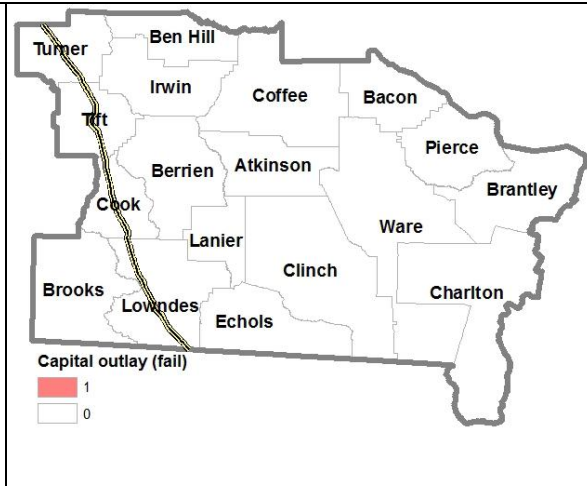 Turner
Ben Hill
Irwin
Coffee
Bacon
Tift
Pierce
Berrien
Atkinson
Brantley
Cook
Ware
Lanier
Clinch
Brooks
Charlton
Lowndes
Echols
Capital outlay (fail)
1
0